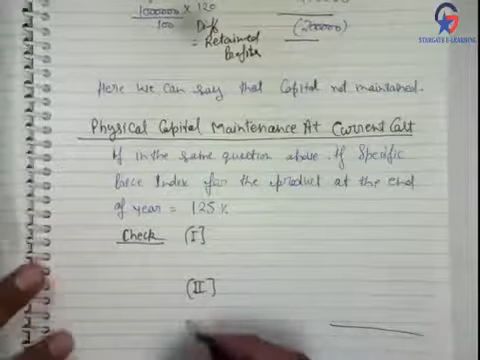 STARGATE E-LEARNING
1000000 × 120
100
Diff (200000)
= Retained
Profits
Here we can say that Capital not maintained.
Physical Capital Maintenance At Current Cost
If in the same question above. If Specific
Price Index for the product at the end
of year = 125%
Check [I]
[II]